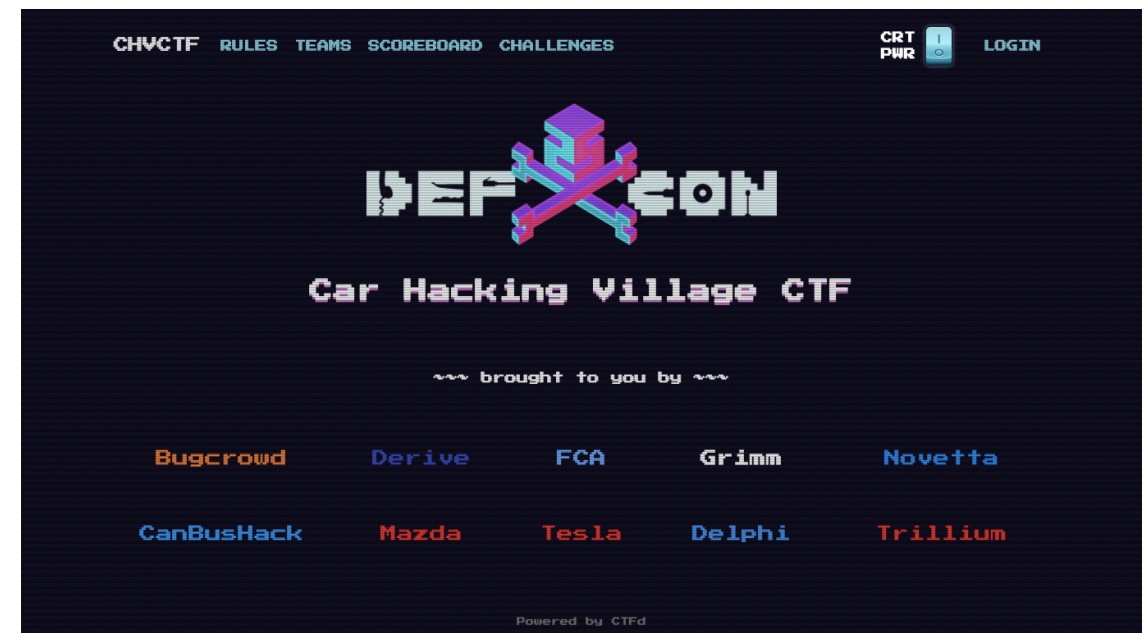 CHVCTF RULES TEAMS SCOREBOARD CHALLENGES CRT PWR LOGIN
DEF CON
Car Hacking Village CTF
~~~ brought to you by ~~~
Bugcrowd Derive FCA Grimm Novetta
CanBusHack Mazda Tesla Delphi Trillium
Powered by CTFd